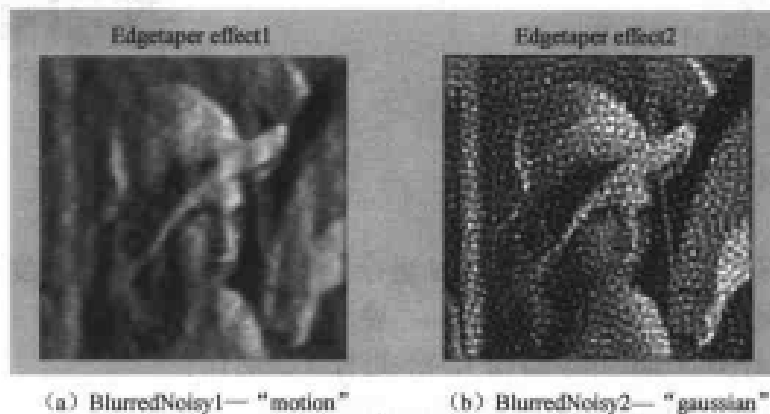 Edgetaper effect1
Edgetaper effect2
（a）BlurredNoisy1—“motion”
（b）BlurredNoisy2—“gaussian”